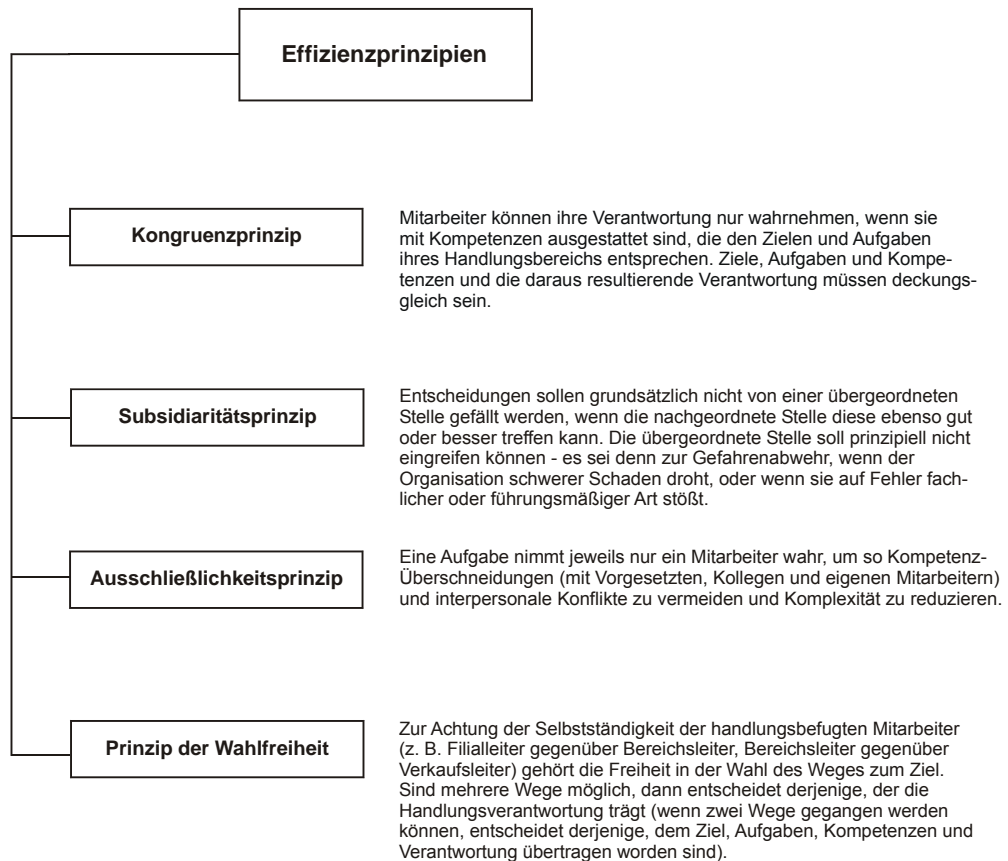 Effizienzprinzipien
Kongruenzprinzip
Mitarbeiter können ihre Verantwortung nur wahrnehmen, wenn sie
mit Kompetenzen ausgestattet sind, die den Zielen und Aufgaben
ihres Handlungsbereichs entsprechen. Ziele, Aufgaben und Kompe-
tenzen und die daraus resultierende Verantwortung müssen deckungs-
gleich sein.
Subsidiaritätsprinzip
Entscheidungen sollen grundsätzlich nicht von einer übergeordneten
Stelle gefällt werden, wenn die nachgeordnete Stelle diese ebenso gut
oder besser treffen kann. Die übergeordnete Stelle soll prinzipiell nicht
eingreifen können - es sei denn zur Gefahrenabwehr, wenn der
Organisation schwerer Schaden droht, oder wenn sie auf Fehler fach-
licher oder führungsmäßiger Art stößt.
Ausschließlichkeitsprinzip
Eine Aufgabe nimmt jeweils nur ein Mitarbeiter wahr, um so Kompetenz-
Überschneidungen (mit Vorgesetzten, Kollegen und eigenen Mitarbeitern)
und interpersonale Konflikte zu vermeiden und Komplexität zu reduzieren.
Prinzip der Wahlfreiheit
Zur Achtung der Selbstständigkeit der handlungsbefugten Mitarbeiter
(z. B. Filialleiter gegenüber Bereichsleiter, Bereichsleiter gegenüber
Verkaufsleiter) gehört die Freiheit in der Wahl des Weges zum Ziel.
Sind mehrere Wege möglich, dann entscheidet derjenige, der die
Handlungsverantwortung trägt (wenn zwei Wege gegangen werden
können, entscheidet derjenige, dem Ziel, Aufgaben, Kompetenzen und
Verantwortung übertragen worden sind).